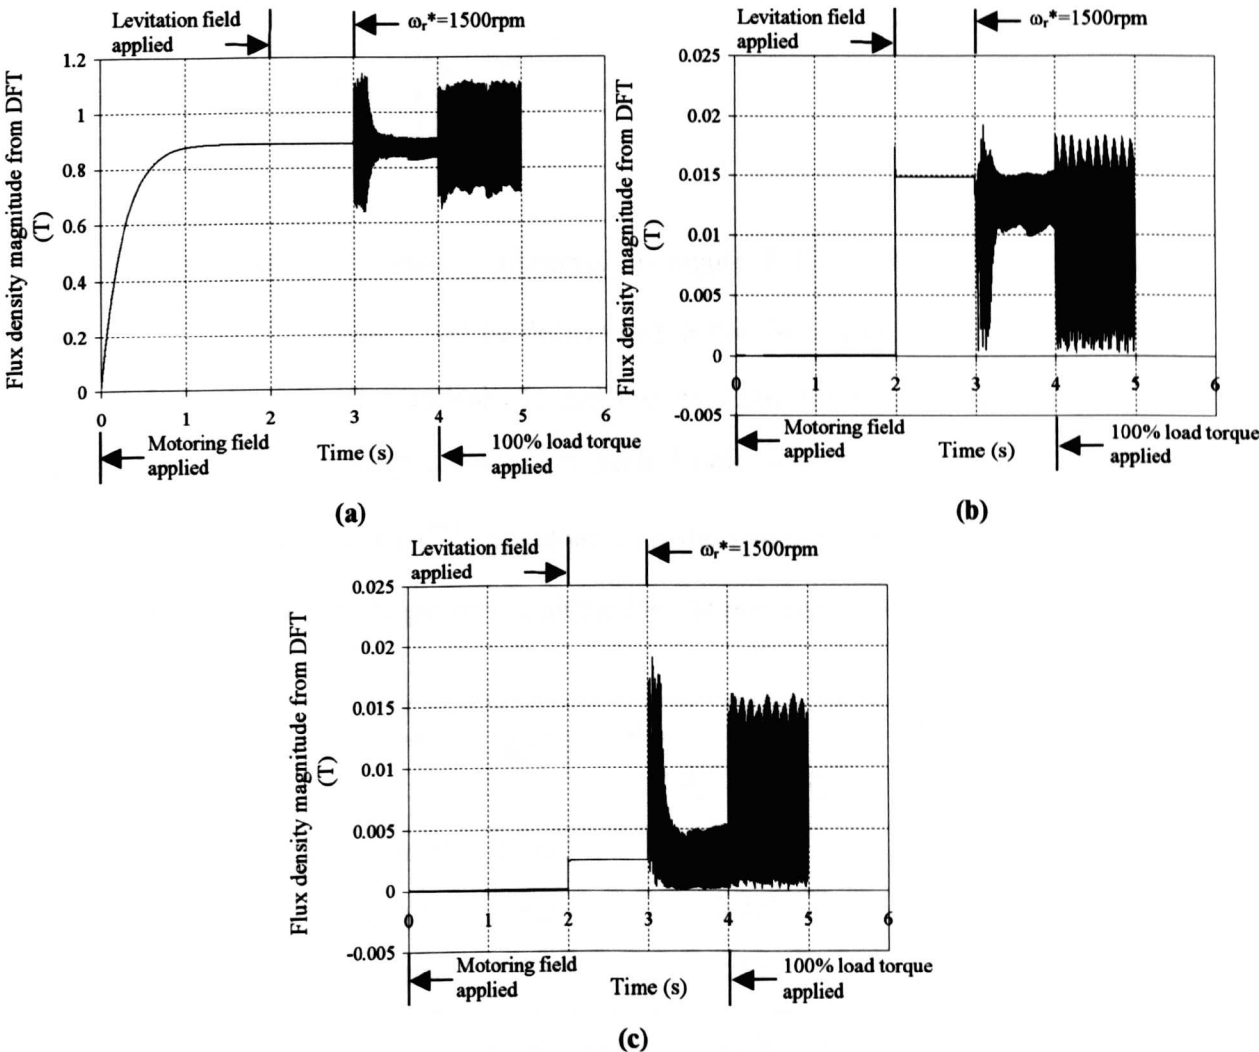 Levitation field
applied
ωr*=1500rpm
Flux density magnitude from DFT
(T)
1.2
1
0.8
0.6
0.4
0.2
0
0 1 2 3 4 5 6
Motoring field
applied
Time (s)
100% load torque
applied
(a)
Levitation field
applied
ωr*=1500rpm
Flux density magnitude from DFT
(T)
0.025
0.02
0.015
0.01
0.005
0
-0.005
0 1 2 3 4 5 6
Motoring field
applied
Time (s)
100% load torque
applied
(b)
Levitation field
applied
ωr*=1500rpm
Flux density magnitude from DFT
(T)
0.025
0.02
0.015
0.01
0.005
0
-0.005
0 1 2 3 4 5 6
Motoring field
applied
Time (s)
100% load torque
applied
(c)